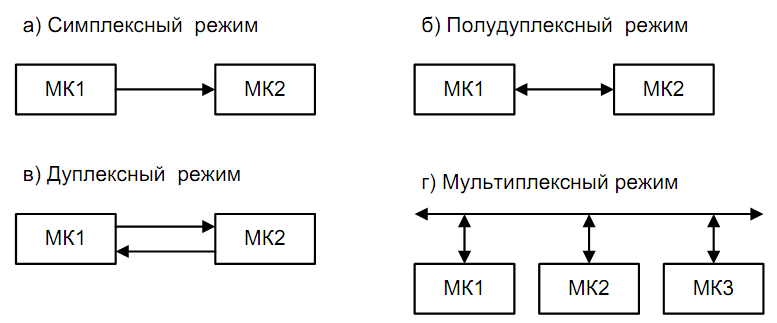 а) Симплексный режим
МК1 МК2
б) Полудуплексный режим
МК1 МК2
в) Дуплексный режим
МК1 МК2
г) Мультиплексный режим
МК1 МК2 МК3